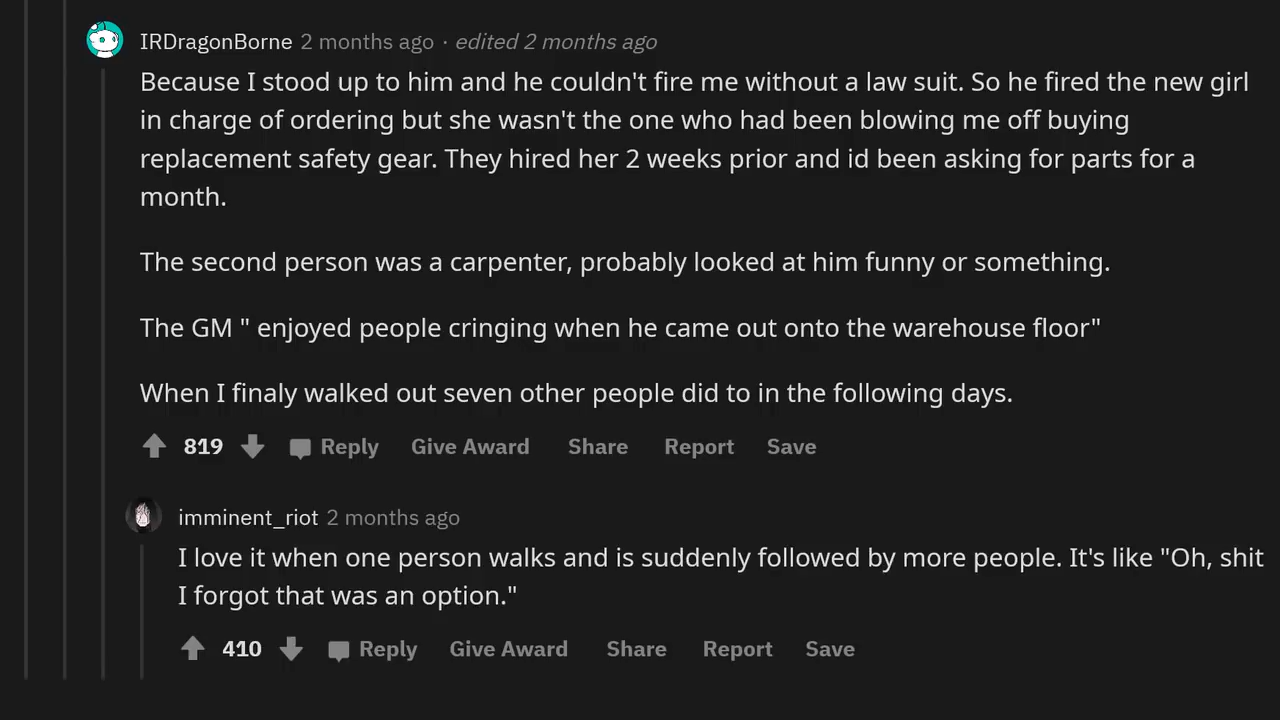 IRDragonBorne 2 months ago · edited 2 months ago
Because I stood up to him and he couldn't fire me without a law suit. So he fired the new girl
in charge of ordering but she wasn't the one who had been blowing me off buying
replacement safety gear. They hired her 2 weeks prior and id been asking for parts for a
month.
The second person was a carpenter, probably looked at him funny or something.
The GM " enjoyed people cringing when he came out onto the warehouse floor"
When I finaly walked out seven other people did to in the following days.
819 Reply Give Award Share Report Save
imminent_riot 2 months ago
I love it when one person walks and is suddenly followed by more people. It's like "Oh, shit
I forgot that was an option."
410 Reply Give Award Share Report Save